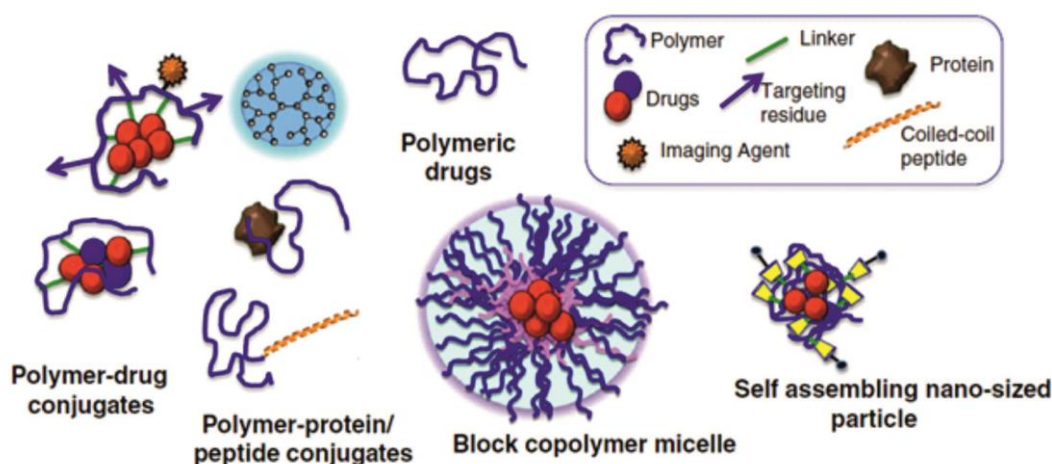 Polymeric
drugs
Polymer
Linker
Protein
Drugs
Targeting
residue
Imaging Agent
Coiled-coil
peptide
Polymer-drug
conjugates
Polymer-protein/
peptide conjugates
Block copolymer micelle
Self assembling nano-sized
particle